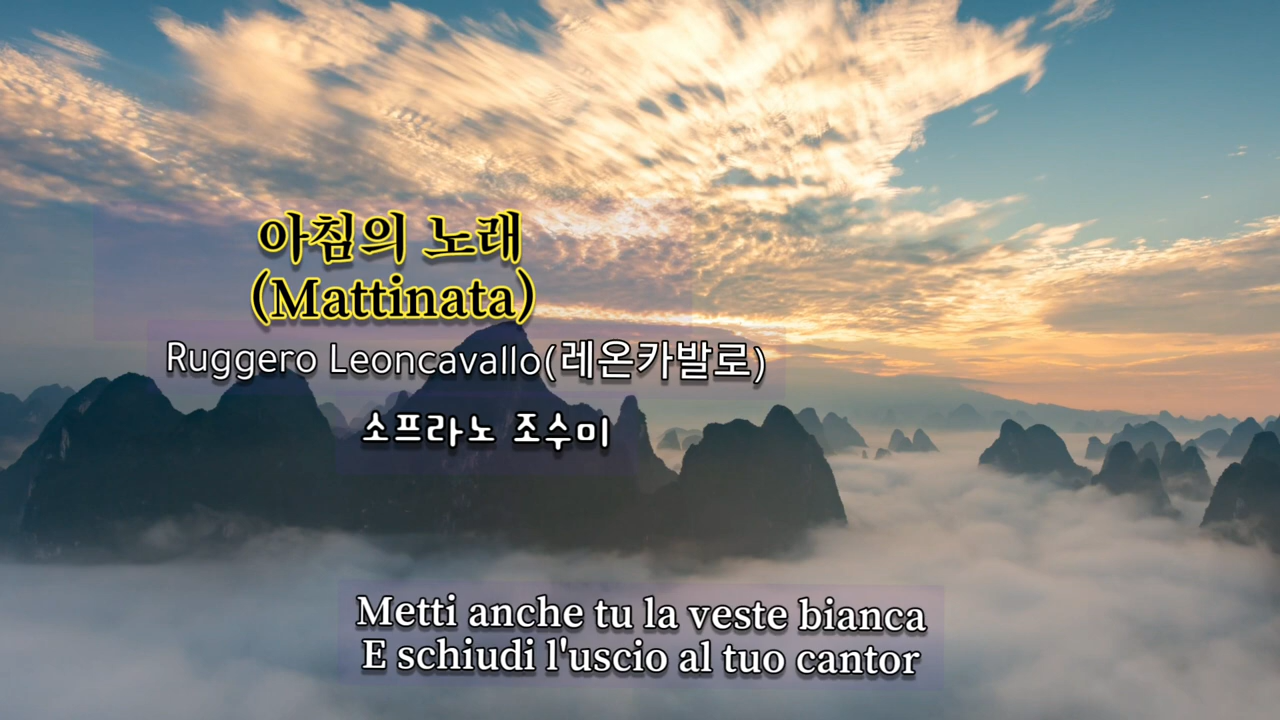 아침의 노래
(Mattinata)
Ruggero Leoncavallo(레온카발로)
소프라노 조수미
Metti anche tu la veste bianca
E schiudi l'uscio al tuo cantor